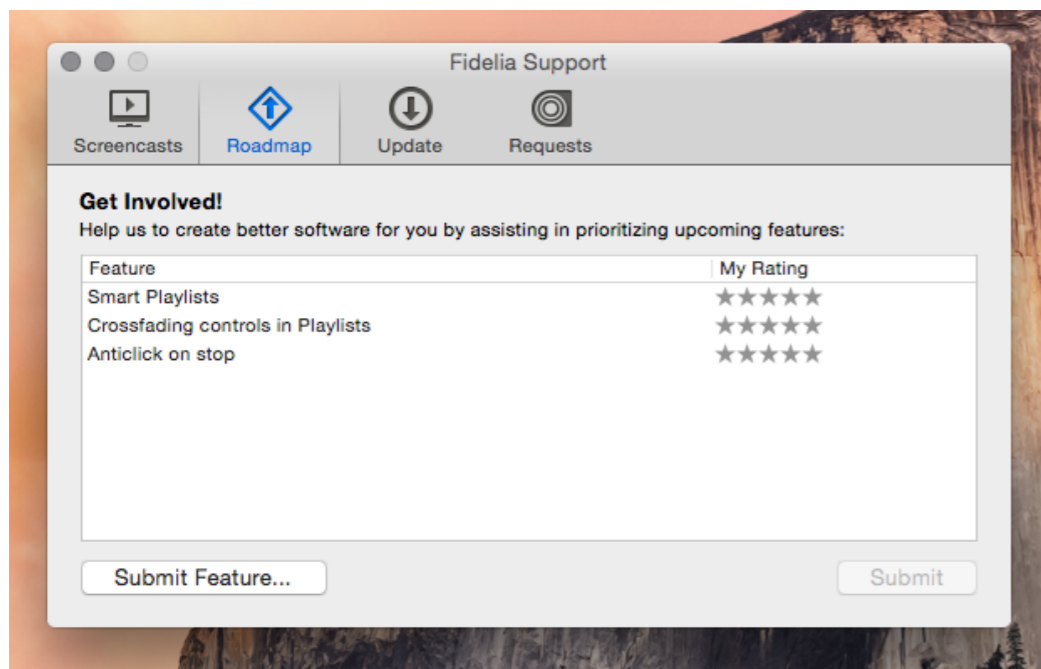 Fidelia Support
Screencasts Roadmap Update Requests
Get Involved!
Help us to create better software for you by assisting in prioritizing upcoming features:
Feature My Rating
Smart Playlists ★★★★★
Crossfading controls in Playlists ★★★★★
Anticlick on stop ★★★★★
Submit Feature... Submit